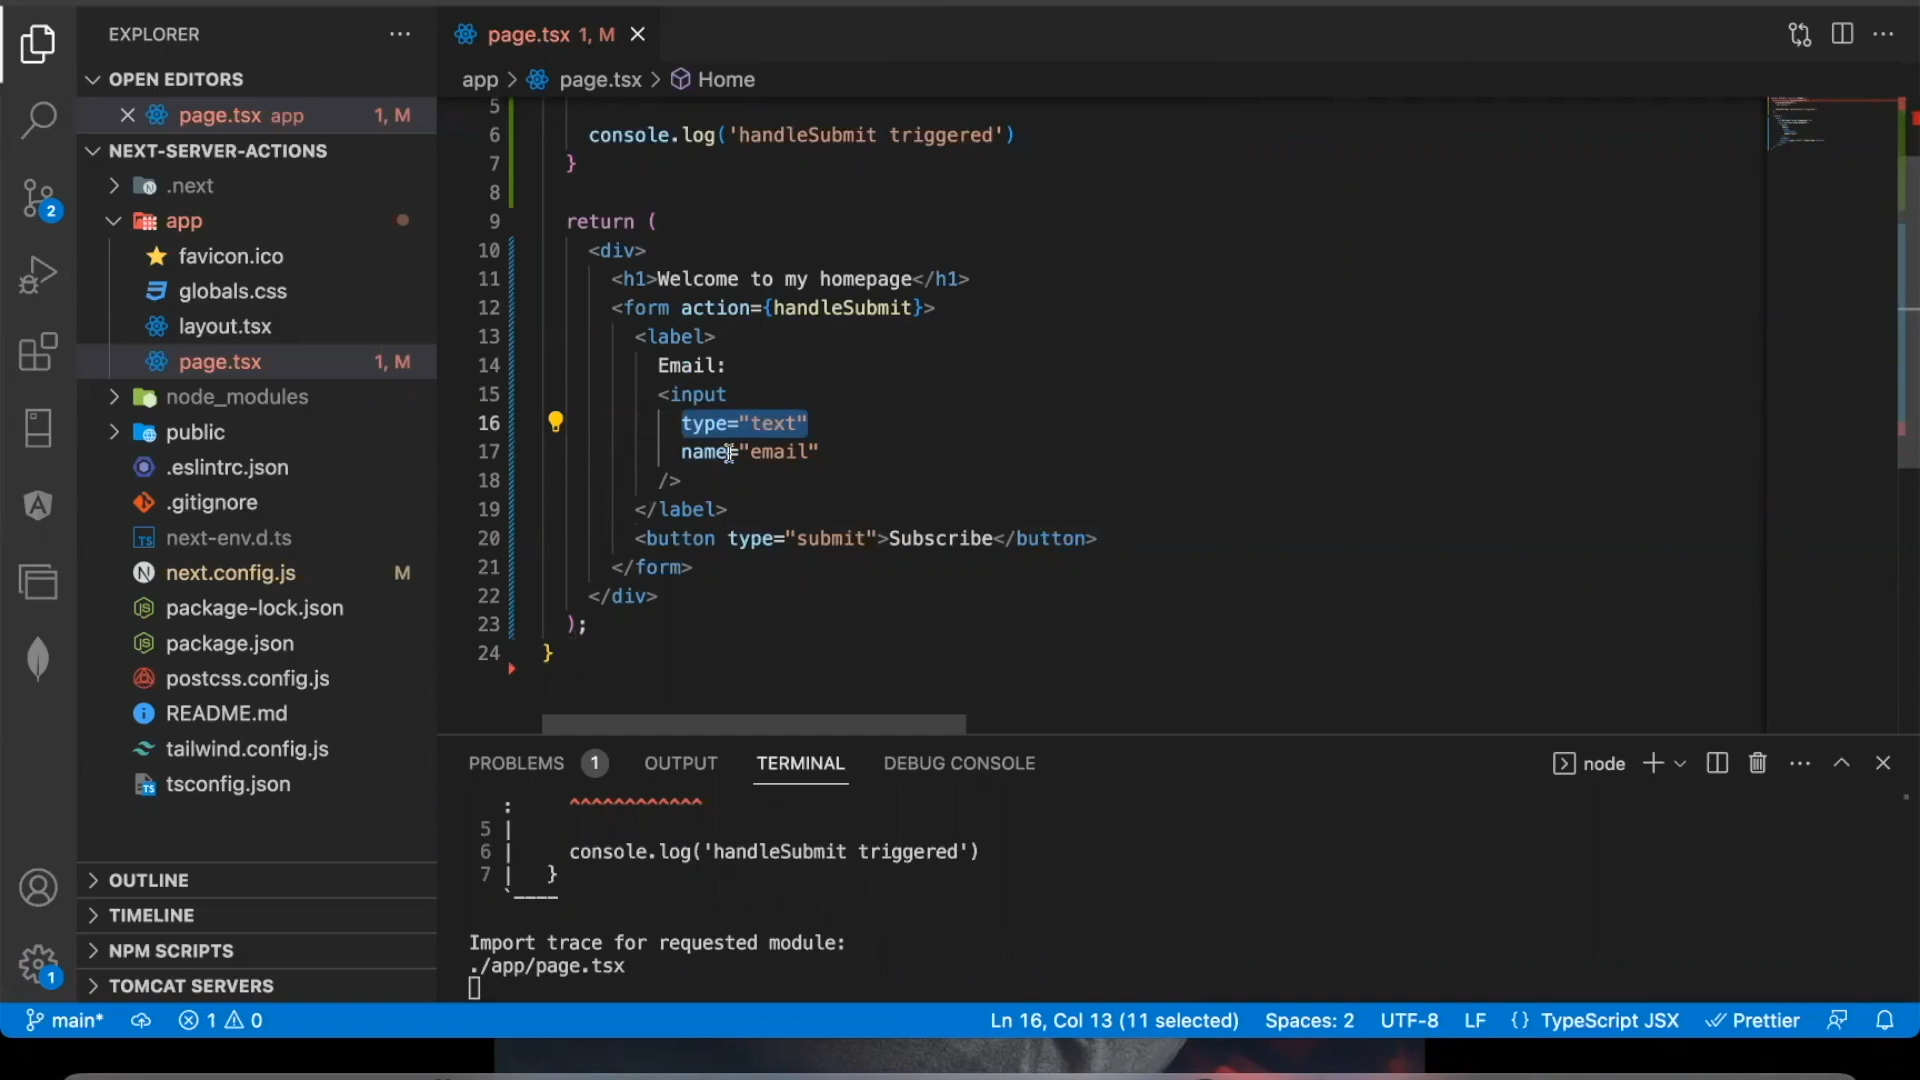 EXPLORER
OPEN EDITORS
page.tsx app 1, M
NEXT-SERVER-ACTIONS
.next
app
favicon.ico
globals.css
layout.tsx
page.tsx 1, M
node_modules
public
.eslintrc.json
.gitignore
next-env.d.ts
next.config.js M
package-lock.json
package.json
postcss.config.js
README.md
tailwind.config.js
tsconfig.json
OUTLINE
TIMELINE
NPM SCRIPTS
TOMCAT SERVERS
2
1
page.tsx 1, M
app > page.tsx > Home
5
6 console.log('handleSubmit triggered')
7 }
8
9 return (
10 <div>
11 <h1>Welcome to my homepage</h1>
12 <form action={handleSubmit}>
13 <label>
14 Email:
15 <input
16 type="text"
17 name="email"
18 />
19 </label>
20 <button type="submit">Subscribe</button>
21 </form>
22 </div>
23 );
24 }
PROBLEMS 1 OUTPUT TERMINAL DEBUG CONSOLE
node
: ^^^^^^^^^^^^
5 |
6 | console.log('handleSubmit triggered')
7 | }
`----
Import trace for requested module:
./app/page.tsx
main* 1 0 Ln 16, Col 13 (11 selected) Spaces: 2 UTF-8 LF {} TypeScript JSX Prettier